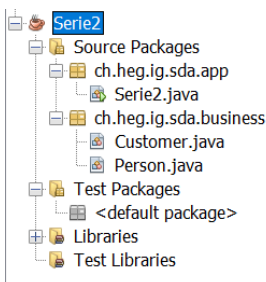 Serie2
Source Packages
ch.heg.ig.sda.app
Serie2.java
ch.heg.ig.sda.business
Customer.java
Person.java
Test Packages
<default package>
Libraries
Test Libraries